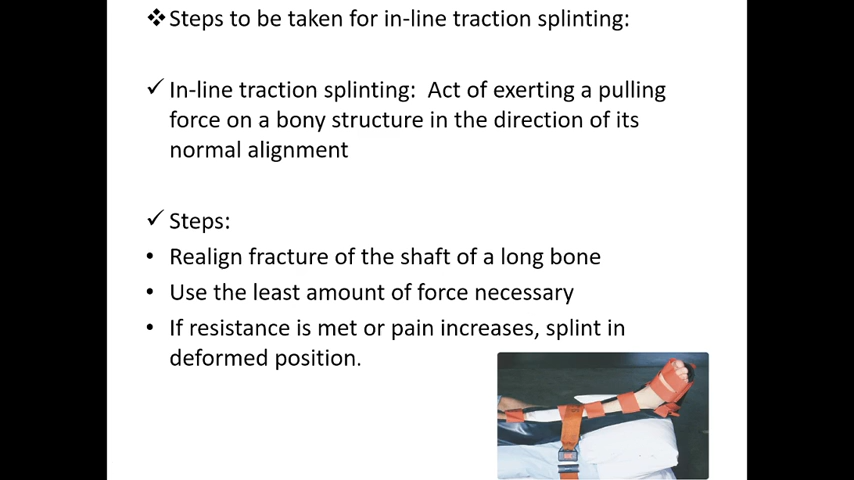 ❖Steps to be taken for in-line traction splinting:
✓ In-line traction splinting:  Act of exerting a pulling
force on a bony structure in the direction of its
normal alignment
✓ Steps:
• Realign fracture of the shaft of a long bone
• Use the least amount of force necessary
• If resistance is met or pain increases, splint in
deformed position.